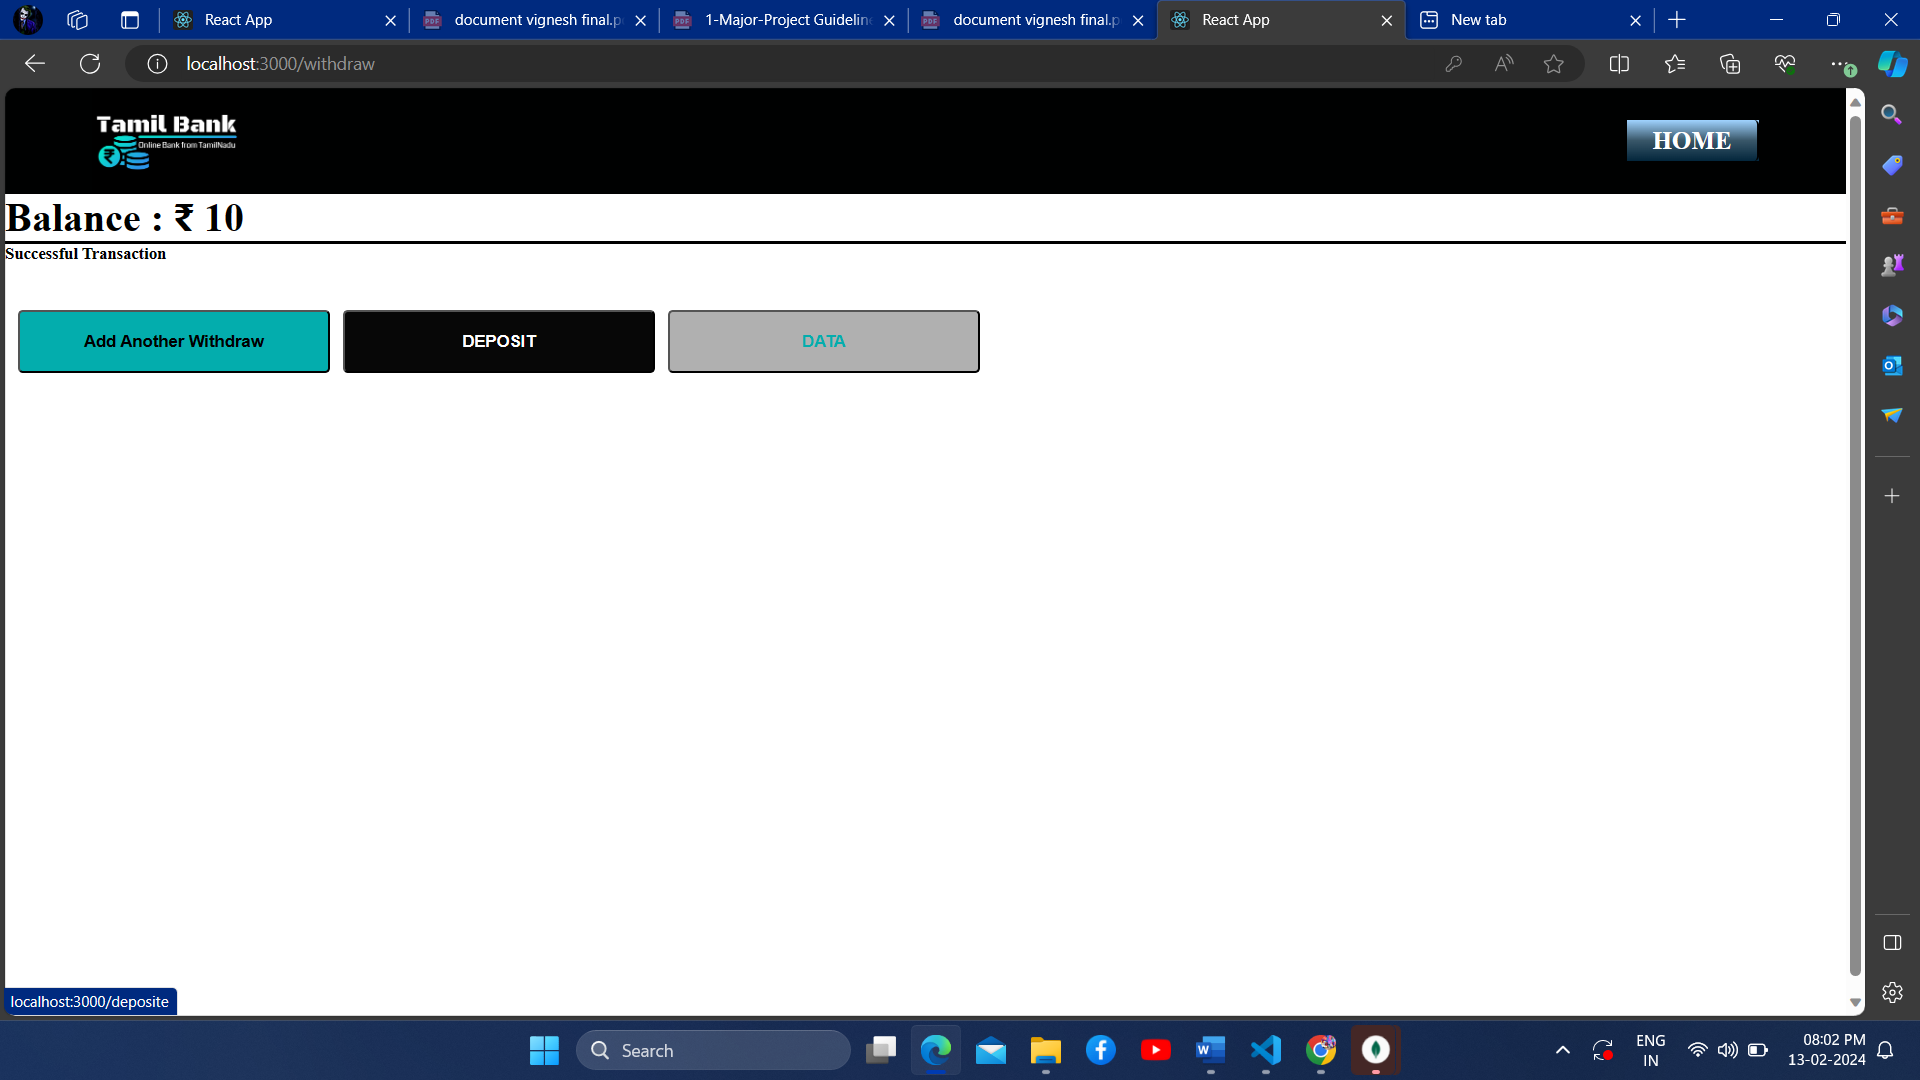 React App
document vignesh final.p
1-Major-Project Guideline
document vignesh final.p
React App
New tab
localhost:3000/withdraw
Tamil Bank
Online Bank from TamilNadu
HOME
Balance : ₹ 10
Successful Transaction
Add Another Withdraw
DEPOSIT
DATA
localhost:3000/deposite
Search
ENG
IN
08:02 PM
13-02-2024